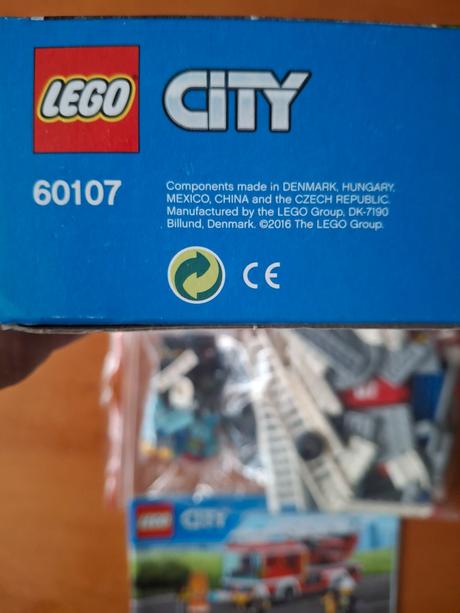 LEGO CITY
60107
Components made in DENMARK, HUNGARY,
MEXICO, CHINA and the CZECH REPUBLIC.
Manufactured by the LEGO Group, DK-7190
Billund, Denmark. ©2016 The LEGO Group.
CE
LEGO CITY